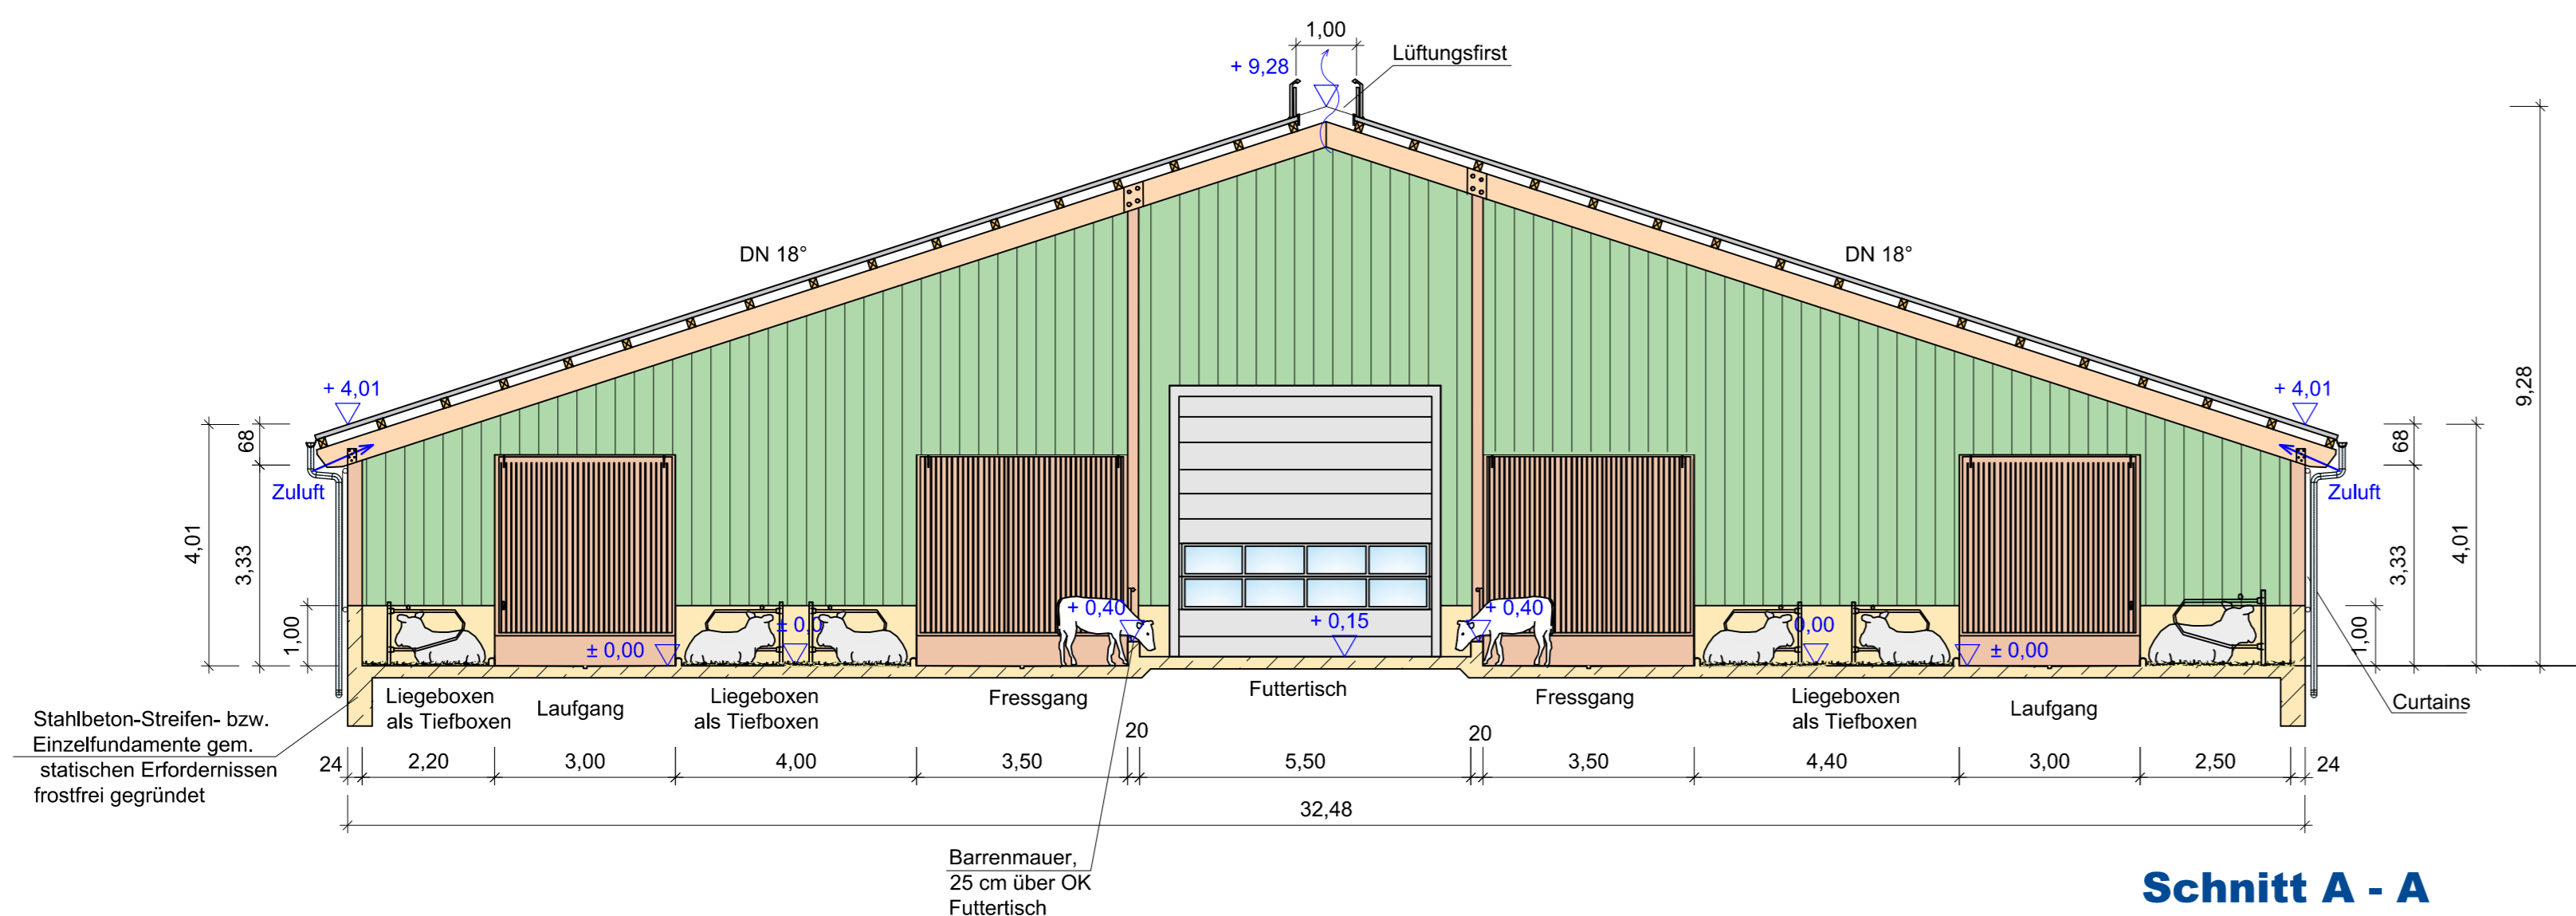 1,00
Lüftungsfirst
+ 9,28
DN 18°
DN 18°
+ 4,01
+ 4,01
9,28
68
68
Zuluft
Zuluft
4,01
3,33
3,33
4,01
1,00
1,00
+ 0,40
+ 0,40
+ 0,15
± 0,0
0,00
± 0,00
± 0,00
Liegeboxen
als Tiefboxen
Laufgang
Liegeboxen
als Tiefboxen
Fressgang
Futtertisch
Fressgang
Liegeboxen
als Tiefboxen
Laufgang
Curtains
Stahlbeton-Streifen- bzw.
Einzelfundamente gem.
statischen Erfordernissen
frostfrei gegründet
24
2,20
3,00
4,00
3,50
20
5,50
20
3,50
4,40
3,00
2,50
24
32,48
Barrenmauer,
25 cm über OK
Futtertisch
Schnitt A - A